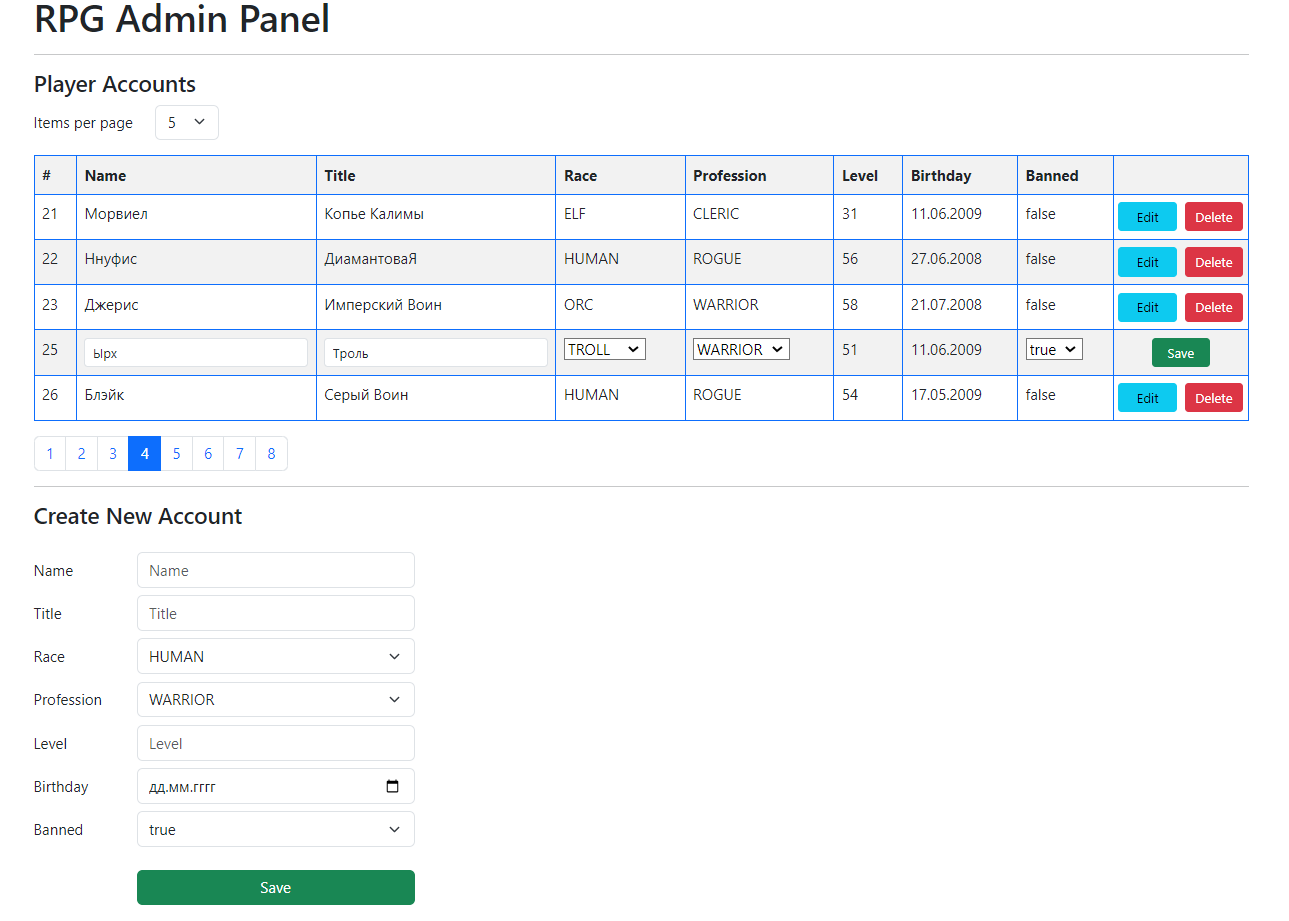 RPG Admin Panel
Player Accounts
Items per page 5
# Name Title Race Profession Level Birthday Banned
21 Морвиел Копье Калимы ELF CLERIC 31 11.06.2009 false Edit Delete
22 Ннуфис ДиамантоваЯ HUMAN ROGUE 56 27.06.2008 false Edit Delete
23 Джерис Имперский Воин ORC WARRIOR 58 21.07.2008 false Edit Delete
25 Ырх Троль TROLL WARRIOR 51 11.06.2009 true Save
26 Блэйк Серый Воин HUMAN ROGUE 54 17.05.2009 false Edit Delete
1 2 3 4 5 6 7 8
Create New Account
Name Name
Title Title
Race HUMAN
Profession WARRIOR
Level Level
Birthday дд.мм.гггг
Banned true
Save